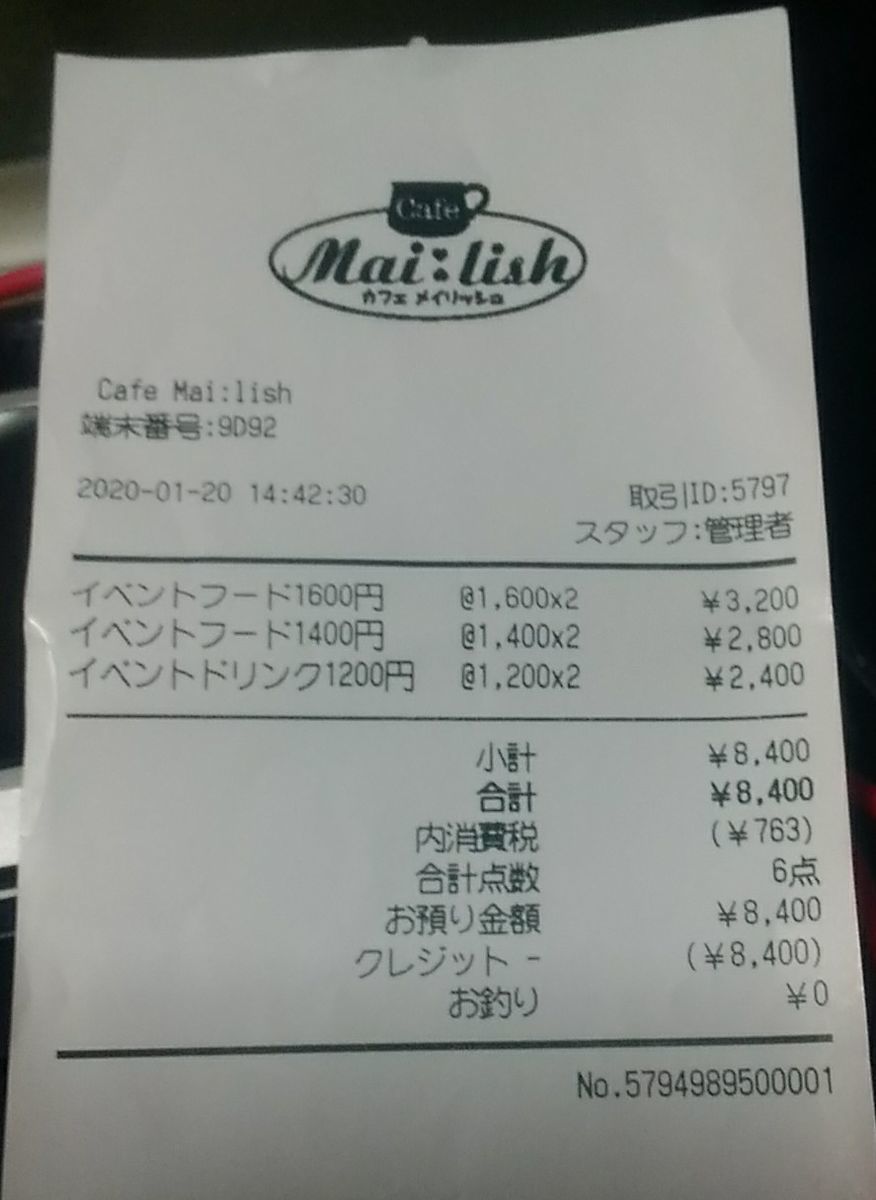 Cafe
Mai:lish
カフェ メイリッシュ
Cafe Mai:lish
端末番号:9D92
2020-01-20 14:42:30 取引ID:5797
スタッフ:管理者
イベントフード1600円 @1,600x2 ¥3,200
イベントフード1400円 @1,400x2 ¥2,800
イベントドリンク1200円 @1,200x2 ¥2,400
小計 ¥8,400
合計 ¥8,400
内消費税 (¥763)
合計点数 6点
お預り金額 ¥8,400
クレジット - (¥8,400)
お釣り ¥0
No.5794989500001